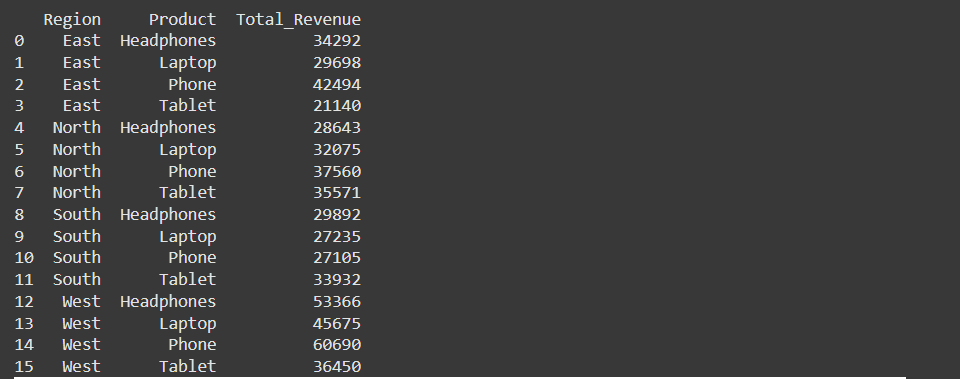 Region Product Total_Revenue
0 East Headphones 34292
1 East Laptop 29698
2 East Phone 42494
3 East Tablet 21140
4 North Headphones 28643
5 North Laptop 32075
6 North Phone 37560
7 North Tablet 35571
8 South Headphones 29892
9 South Laptop 27235
10 South Phone 27105
11 South Tablet 33932
12 West Headphones 53366
13 West Laptop 45675
14 West Phone 60690
15 West Tablet 36450